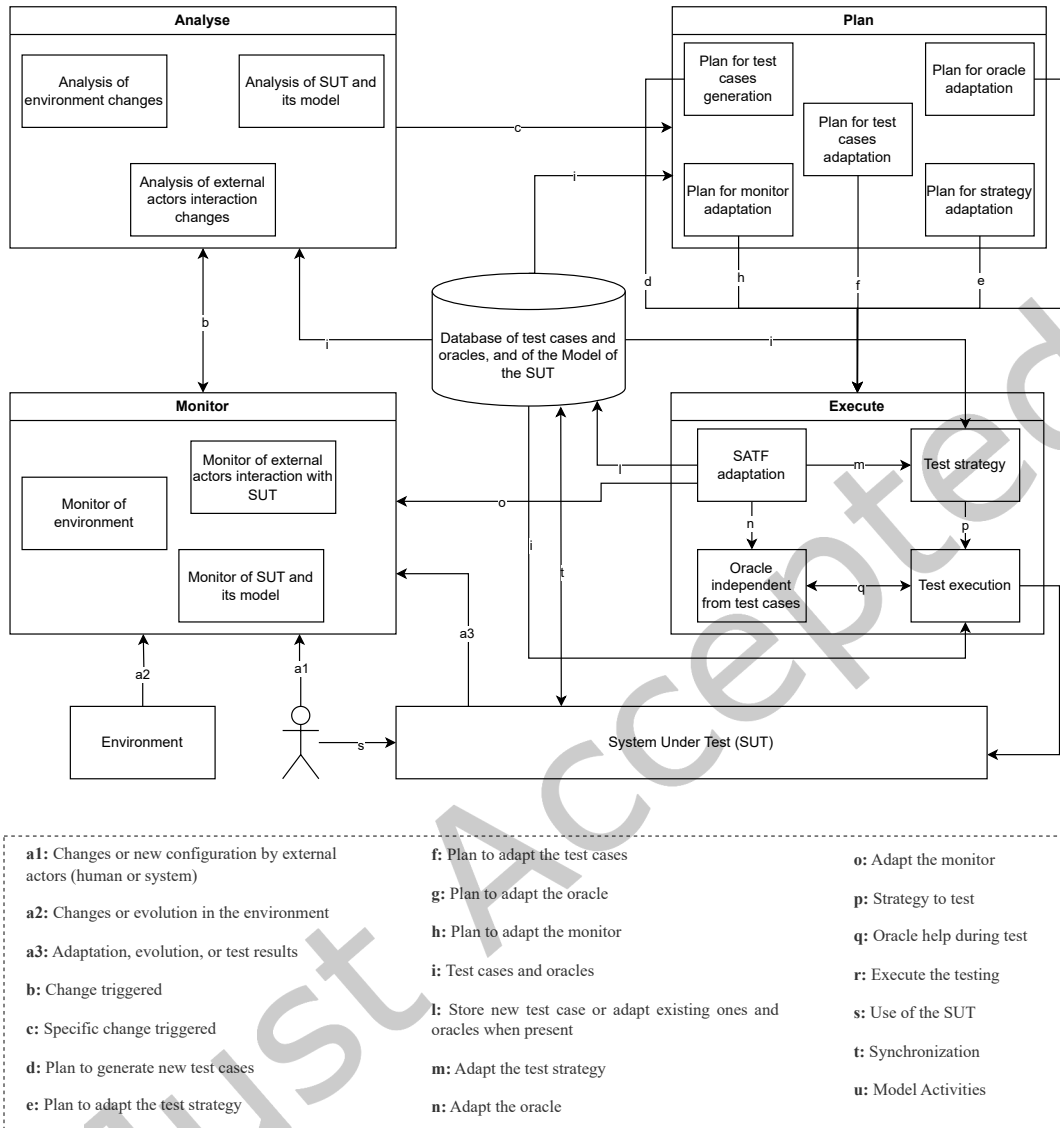 Analyse
Analysis of
environment changes
Analysis of SUT and
its model
Analysis of external
actors interaction
changes
Plan
Plan for test
cases
generation
Plan for oracle
adaptation
Plan for test
cases
adaptation
Plan for monitor
adaptation
Plan for strategy
adaptation
c
i
d
h
f
e
b
i
Database of test cases and
oracles, and of the Model of
the SUT
i
Monitor
Monitor of external
actors interaction with
SUT
Monitor of
environment
Monitor of SUT and
its model
Execute
SATF
adaptation
Test strategy
Oracle
independent
from test cases
Test execution
l
m
o
n
p
i
t
q
a3
a2
a1
Environment
s
System Under Test (SUT)
a1: Changes or new configuration by external
actors (human or system)
a2: Changes or evolution in the environment
a3: Adaptation, evolution, or test results
b: Change triggered
c: Specific change triggered
d: Plan to generate new test cases
e: Plan to adapt the test strategy
f: Plan to adapt the test cases
g: Plan to adapt the oracle
h: Plan to adapt the monitor
i: Test cases and oracles
l: Store new test case or adapt existing ones and
oracles when present
m: Adapt the test strategy
n: Adapt the oracle
o: Adapt the monitor
p: Strategy to test
q: Oracle help during test
r: Execute the testing
s: Use of the SUT
t: Synchronization
u: Model Activities
Just Accepted